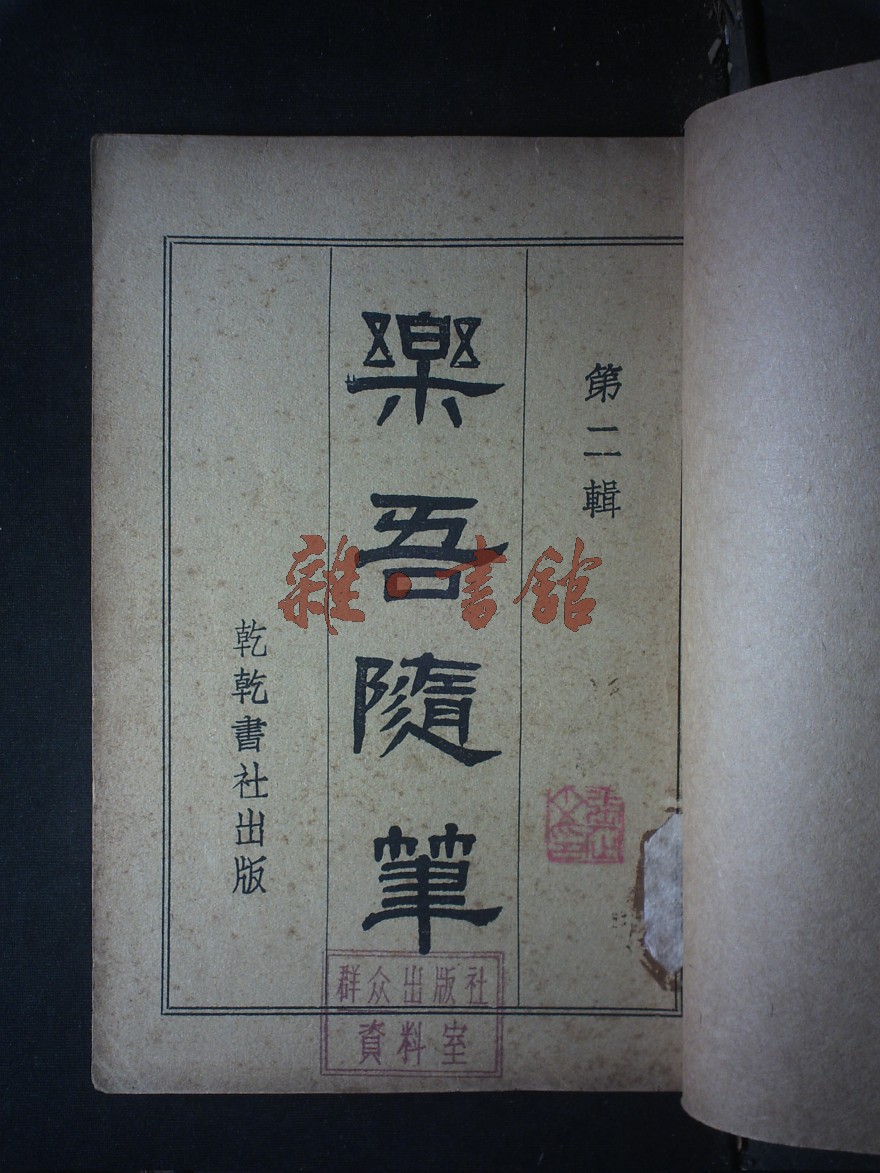 第二輯
樂吾隨筆
乾乾書社出版
雜·書館
群众出版社
資料室